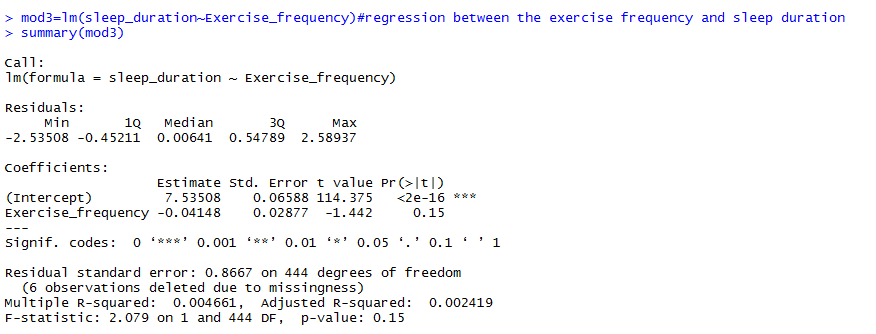 > mod3=lm(sleep_duration~Exercise_frequency)#regression between the exercise frequency and sleep duration
> summary(mod3)

Call:
lm(formula = sleep_duration ~ Exercise_frequency)

Residuals:
     Min       1Q   Median       3Q      Max
-2.53508 -0.45211  0.00641  0.54789  2.58937

Coefficients:
                   Estimate Std. Error t value Pr(>|t|)
(Intercept)         7.53508    0.06588 114.375   <2e-16 ***
Exercise_frequency -0.04148    0.02877  -1.442     0.15
---
Signif. codes:  0 ‘***’ 0.001 ‘**’ 0.01 ‘*’ 0.05 ‘.’ 0.1 ‘ ’ 1

Residual standard error: 0.8667 on 444 degrees of freedom
  (6 observations deleted due to missingness)
Multiple R-squared:  0.004661,  Adjusted R-squared:  0.002419
F-statistic: 2.079 on 1 and 444 DF,  p-value: 0.15